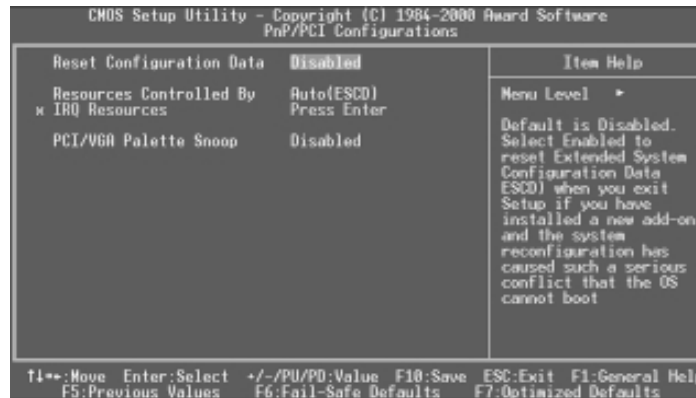 CMOS Setup Utility - Copyright (C) 1984-2000 Award Software
PnP/PCI Configurations
Reset Configuration Data Disabled
Resources Controlled By Auto(ESCD)
x IRQ Resources Press Enter
PCI/VGA Palette Snoop Disabled
Item Help
Menu Level ►
Default is Disabled.
Select Enabled to
reset Extended System
Configuration Data
ESCD) when you exit
Setup if you have
installed a new add-on
and the system
reconfiguration has
caused such a serious
conflict that the OS
cannot boot
↑↓→←:Move Enter:Select +/-/PU/PD:Value F10:Save ESC:Exit F1:General Help
F5:Previous Values F6:Fail-Safe Defaults F7:Optimized Defaults